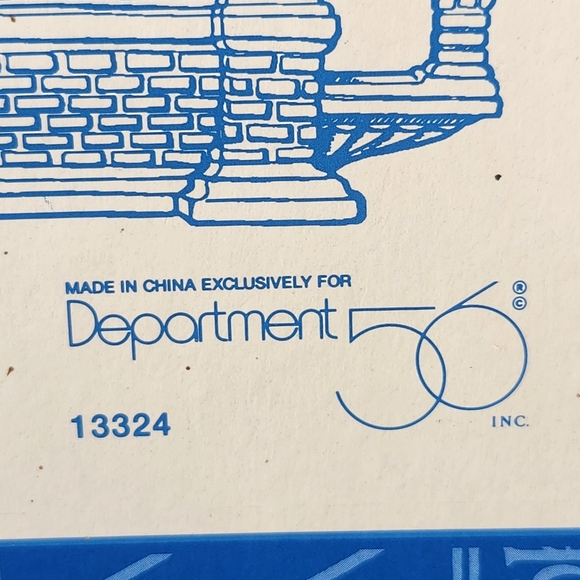 MADE IN CHINA EXCLUSIVELY FOR
Department 56 ® ©
INC.
13324